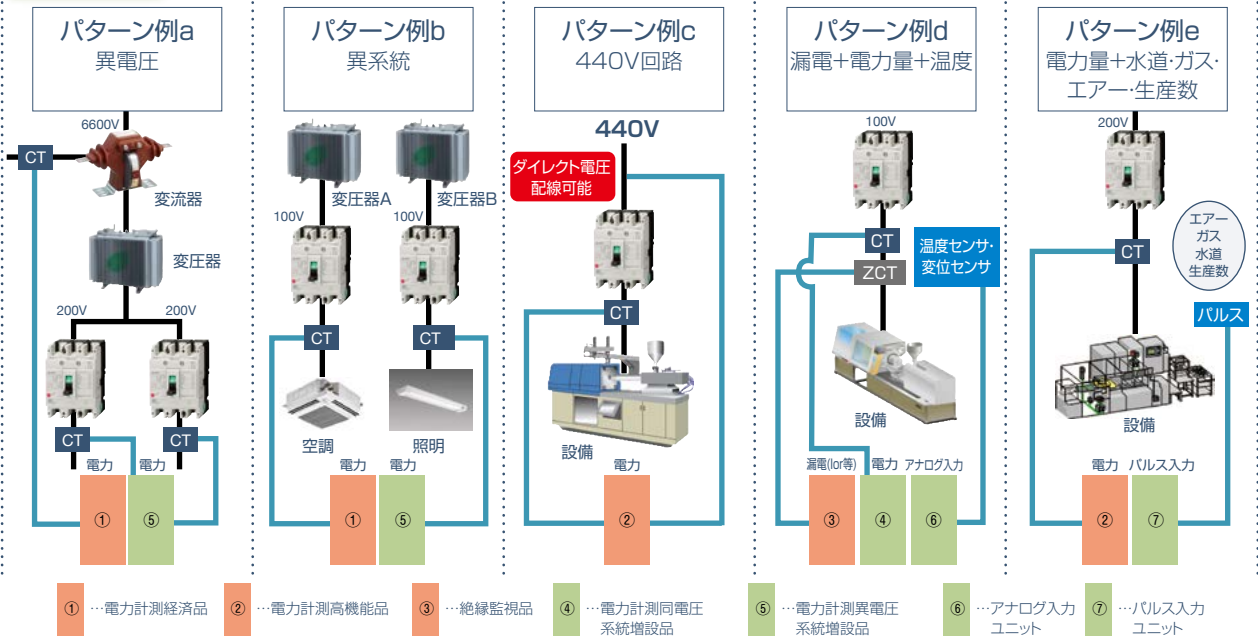 パターン例a
異電圧
6600V
CT
変流器
変圧器
200V
200V
CT
CT
電力
電力
①
⑤
パターン例b
異系統
変圧器A
変圧器B
100V
100V
CT
CT
空調
照明
電力
電力
①
⑤
パターン例c
440V回路
440V
ダイレクト電圧
配線可能
CT
設備
電力
②
パターン例d
漏電+電力量+温度
100V
CT
ZCT
温度センサ・
変位センサ
設備
漏電(Ior等)
電力
アナログ入力
③
④
⑥
パターン例e
電力量+水道・ガス・
エアー・生産数
200V
CT
エアー
ガス
水道
生産数
パルス
設備
電力
パルス入力
②
⑦
① …電力計測経済品
② …電力計測高機能品
③ …絶縁監視品
④ …電力計測同電圧
系統増設品
⑤ …電力計測異電圧
系統増設品
⑥ …アナログ入力
ユニット
⑦ …パルス入力
ユニット